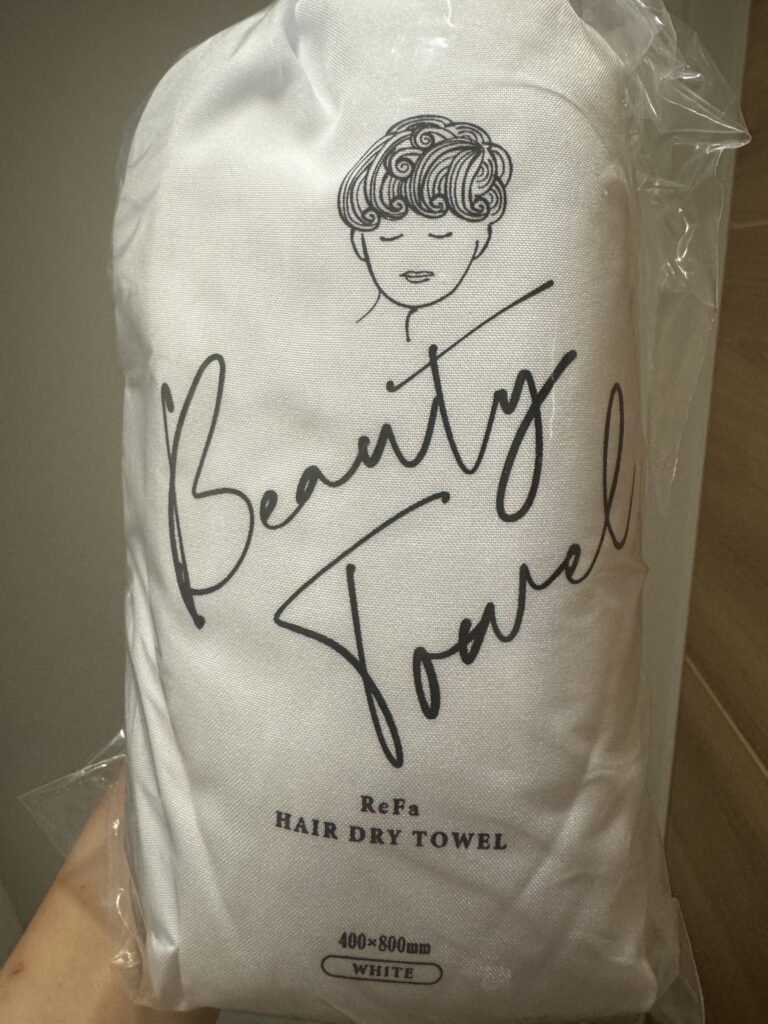 Beauty
Towel
ReFa
HAIR DRY TOWEL
400×800mm
WHITE